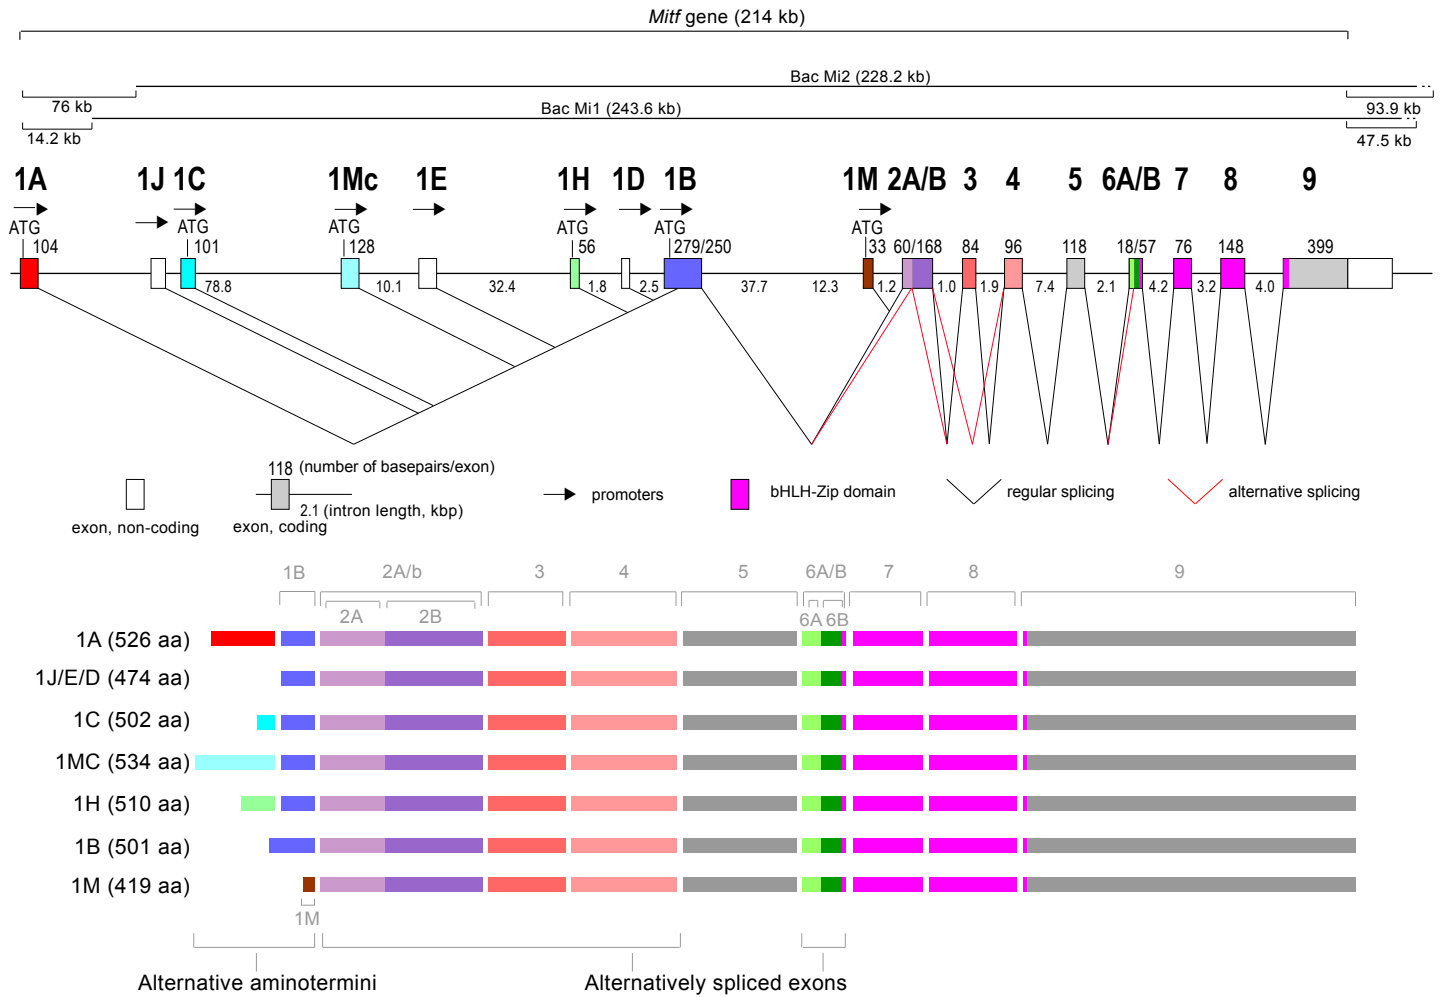 Mitf gene (214 kb)
Bac Mi2 (228.2 kb)
76 kb
Bac Mi1 (243.6 kb)
93.9 kb
14.2 kb
47.5 kb
1A 1J 1C 1Mc 1E 1H 1D 1B 1M 2A/B 3 4 5 6A/B 7 8 9
ATG ATG ATG ATG ATG ATG
104 101 128 56 279/250 33 60/168 84 96 118 18/57 76 148 399
78.8 10.1 32.4 1.8 2.5 37.7 12.3 1.2 1.0 1.9 7.4 2.1 4.2 3.2 4.0
118 (number of basepairs/exon)
promoters
bHLH-Zip domain
regular splicing
alternative splicing
2.1 (intron length, kbp)
exon, non-coding
exon, coding
1B 2A/b 3 4 5 6A/B 7 8 9
2A 2B 6A 6B
1A (526 aa)
1J/E/D (474 aa)
1C (502 aa)
1MC (534 aa)
1H (510 aa)
1B (501 aa)
1M (419 aa)
1M
Alternative aminotermini
Alternatively spliced exons